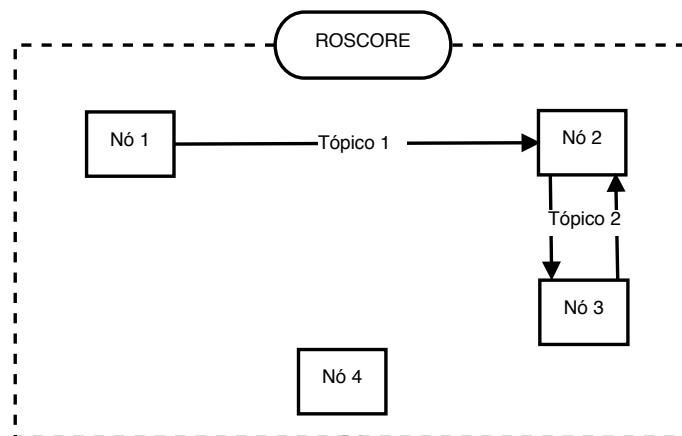 ROSCORE
Nó 1
Tópico 1
Nó 2
Tópico 2
Nó 3
Nó 4